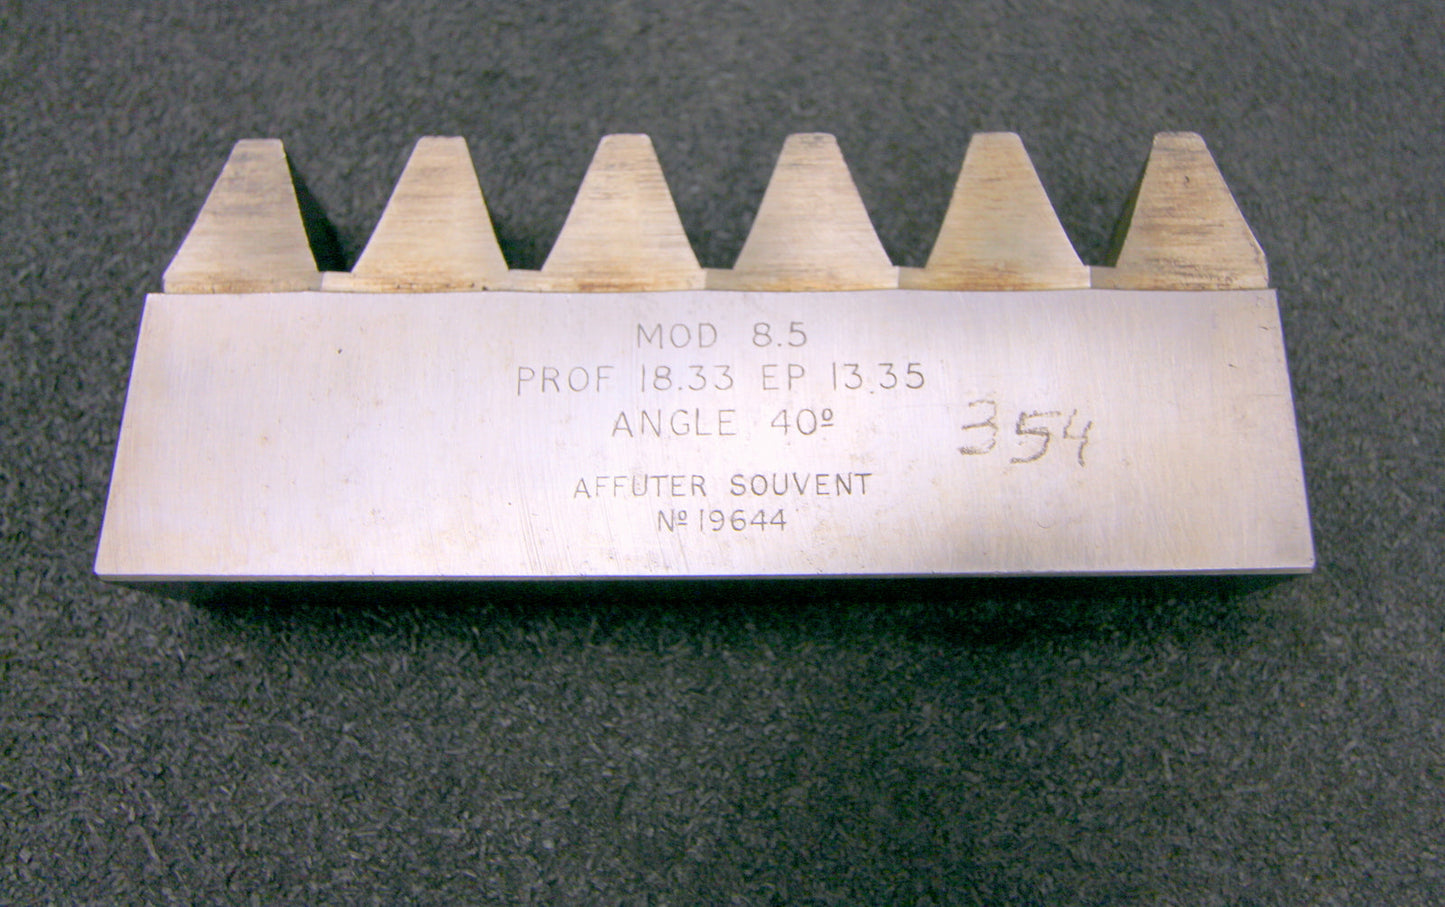 MOD 8.5
PROF 18.33 EP 13.35
ANGLE 40º
354
AFFUTER SOUVENT
Nº 19644